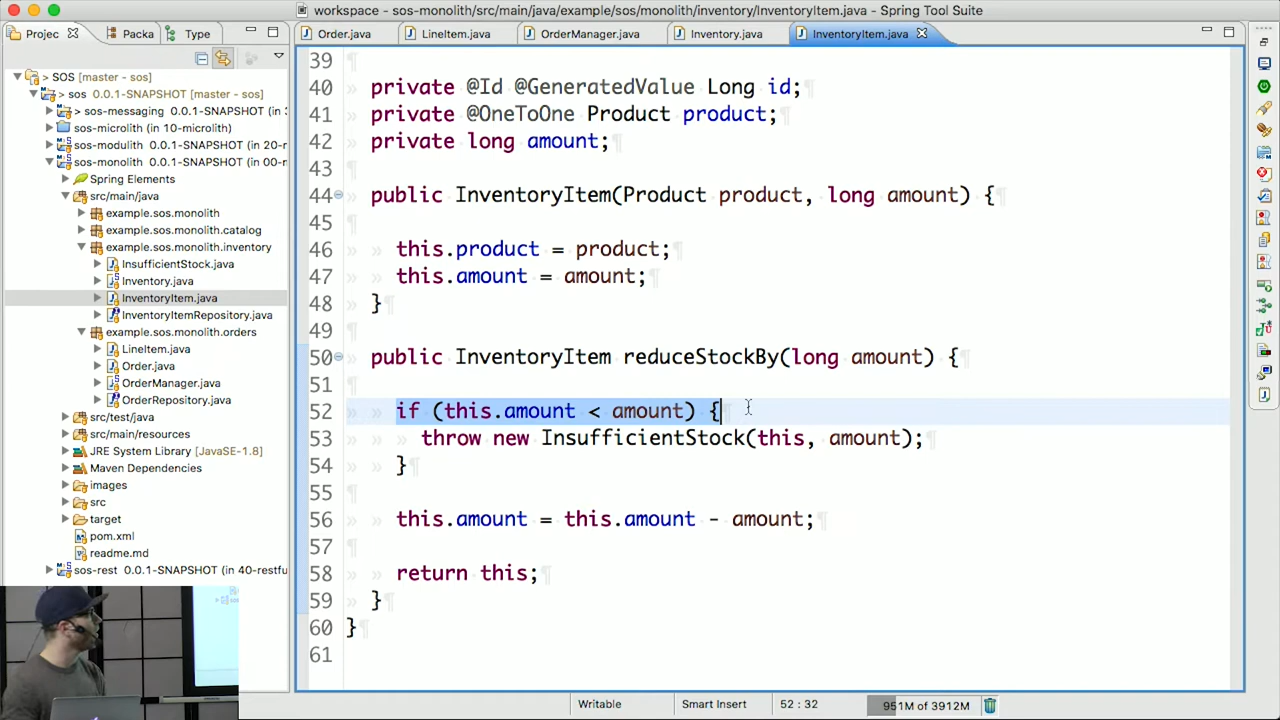 workspace - sos-monolith/src/main/java/example/sos/monolith/inventory/InventoryItem.java - Spring Tool Suite
Projec
Packa
Type
Order.java
LineItem.java
OrderManager.java
Inventory.java
InventoryItem.java
> SOS [master - sos]
> sos 0.0.1-SNAPSHOT [master - sos]
> sos-messaging 0.0.1-SNAPSHOT (in 3
sos-microlith (in 10-microlith)
sos-modulith 0.0.1-SNAPSHOT (in 20-
sos-monolith 0.0.1-SNAPSHOT (in 00-
Spring Elements
src/main/java
example.sos.monolith
example.sos.monolith.catalog
example.sos.monolith.inventory
InsufficientStock.java
Inventory.java
InventoryItem.java
InventoryItemRepository.java
example.sos.monolith.orders
LineItem.java
Order.java
OrderManager.java
OrderRepository.java
src/test/java
src/main/resources
JRE System Library [JavaSE-1.8]
Maven Dependencies
images
src
target
pom.xml
readme.md
sos-rest 0.0.1-SNAPSHOT (in 40-restfu
39
40 private @Id @GeneratedValue Long id;
41 private @OneToOne Product product;
42 private long amount;
43
44 public InventoryItem(Product product, long amount) {
45
46 this.product = product;
47 this.amount = amount;
48 }
49
50 public InventoryItem reduceStockBy(long amount) {
51
52 if (this.amount < amount) {
53 throw new InsufficientStock(this, amount);
54 }
55
56 this.amount = this.amount - amount;
57
58 return this;
59 }
60 }
61
Writable
Smart Insert
52 : 32
951M of 3912M